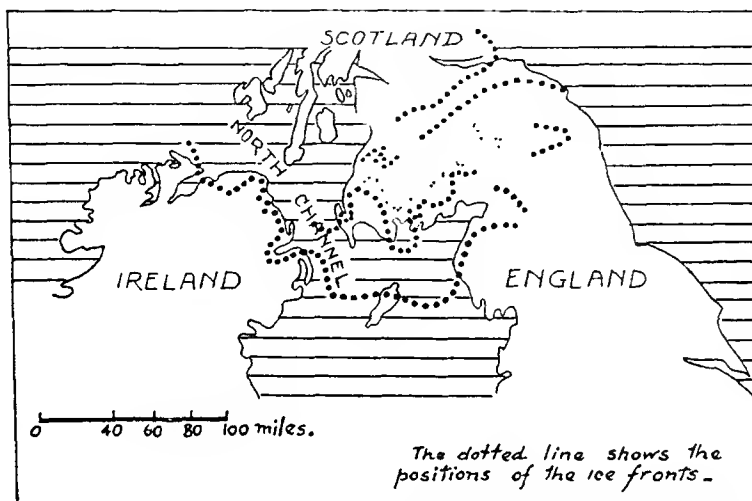 SCOTLAND
NORTH
CHANNEL
IRELAND
ENGLAND
0 40 60 80 100 miles.
The dotted line shows the
positions of the ice fronts-